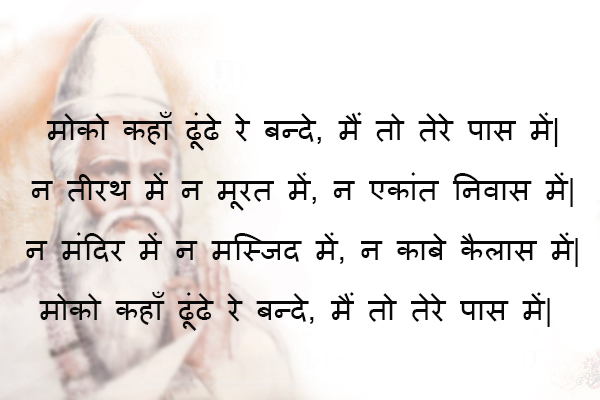 मोको कहाँ ढूंढे रे बन्दे, मैं तो तेरे पास में|
न तीरथ में न मूरत में, न एकांत निवास में|
न मंदिर में न मस्जिद में, न काबे कैलास में|
मोको कहाँ ढूंढे रे बन्दे, मैं तो तेरे पास में|